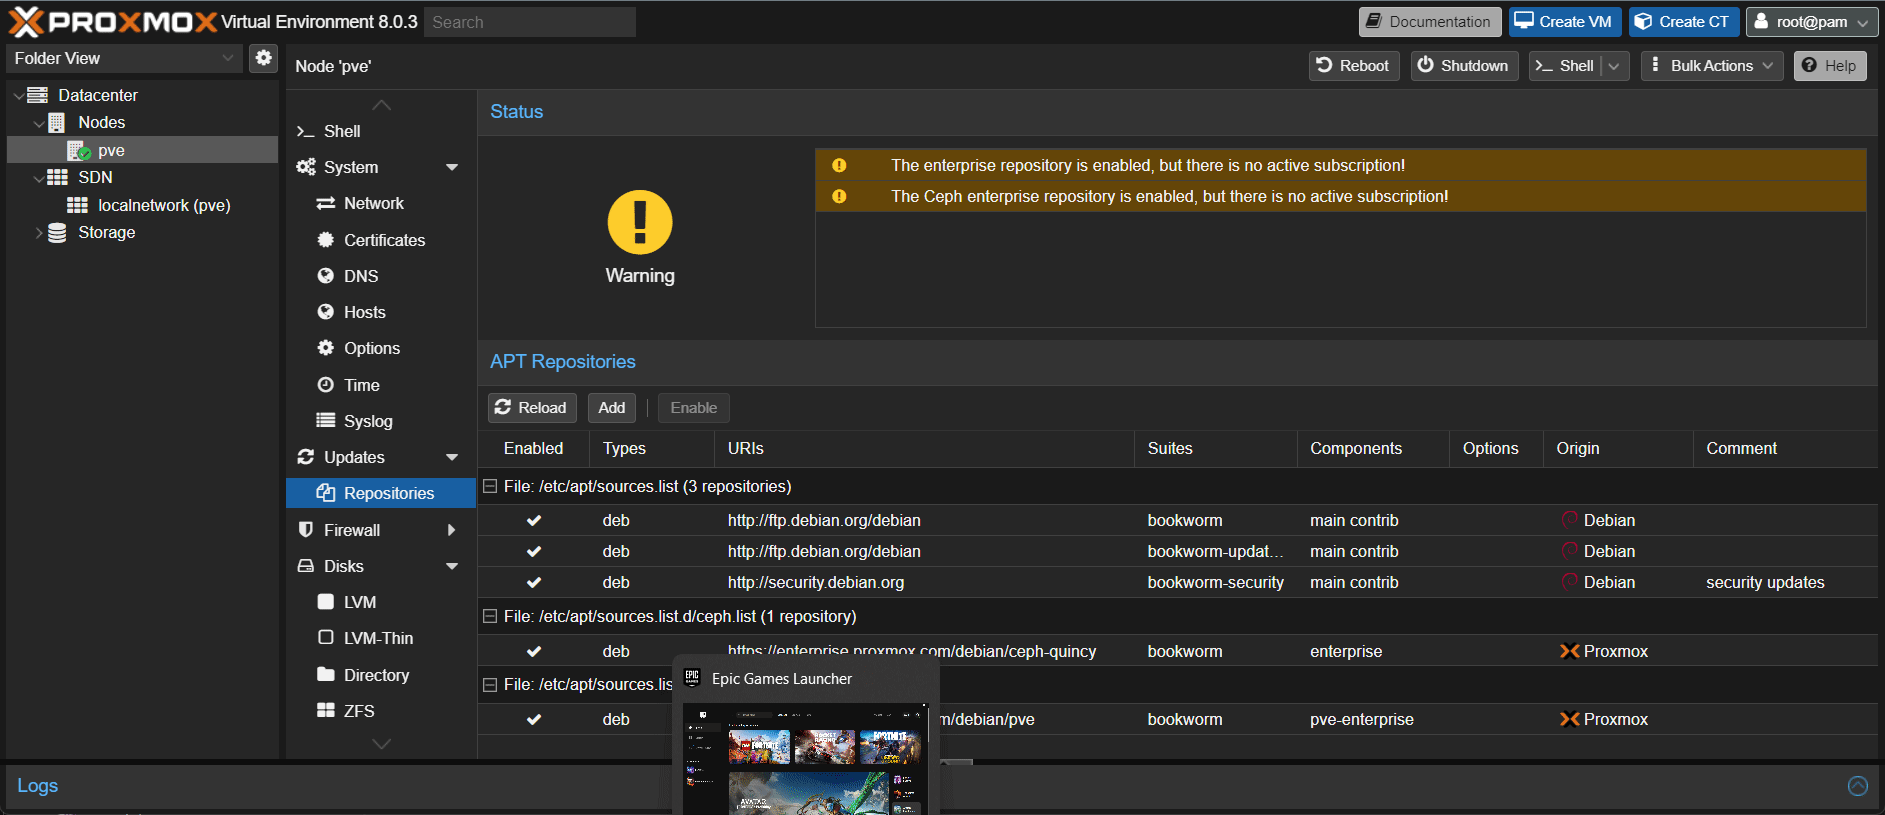 PROXMOX Virtual Environment 8.0.3 Search Documentation Create VM Create CT root@pam
Folder View
Datacenter
Nodes
pve
SDN
localnetwork (pve)
Storage
Node 'pve' Reboot Shutdown Shell Bulk Actions Help
Shell
System
Network
Certificates
DNS
Hosts
Options
Time
Syslog
Updates
Repositories
Firewall
Disks
LVM
LVM-Thin
Directory
ZFS
Status
Warning
The enterprise repository is enabled, but there is no active subscription!
The Ceph enterprise repository is enabled, but there is no active subscription!
APT Repositories
Reload Add Enable
Enabled Types URIs Suites Components Options Origin Comment
File: /etc/apt/sources.list (3 repositories)
deb http://ftp.debian.org/debian bookworm main contrib Debian
deb http://ftp.debian.org/debian bookworm-updat... main contrib Debian
deb http://security.debian.org bookworm-security main contrib Debian security updates
File: /etc/apt/sources.list.d/ceph.list (1 repository)
deb https://enterprise.proxmox.com/debian/ceph-quincy bookworm enterprise Proxmox
File: /etc/apt/sources.lis
deb m/debian/pve bookworm pve-enterprise Proxmox
EPIC GAMES Epic Games Launcher
FORTNITE ROCKET RACING FORTNITE
AVATAR
Logs